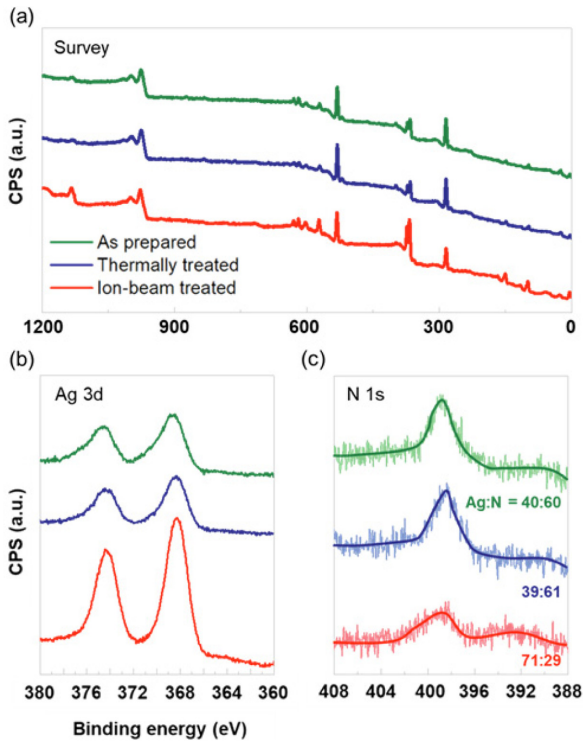 (a)
Survey
CPS (a.u.)
As prepared
Thermally treated
Ion-beam treated
1200 900 600 300 0
(b)
Ag 3d
CPS (a.u.)
380 376 372 368 364 360
(c)
N 1s
Ag:N = 40:60
39:61
71:29
408 404 400 396 392 388
Binding energy (eV)